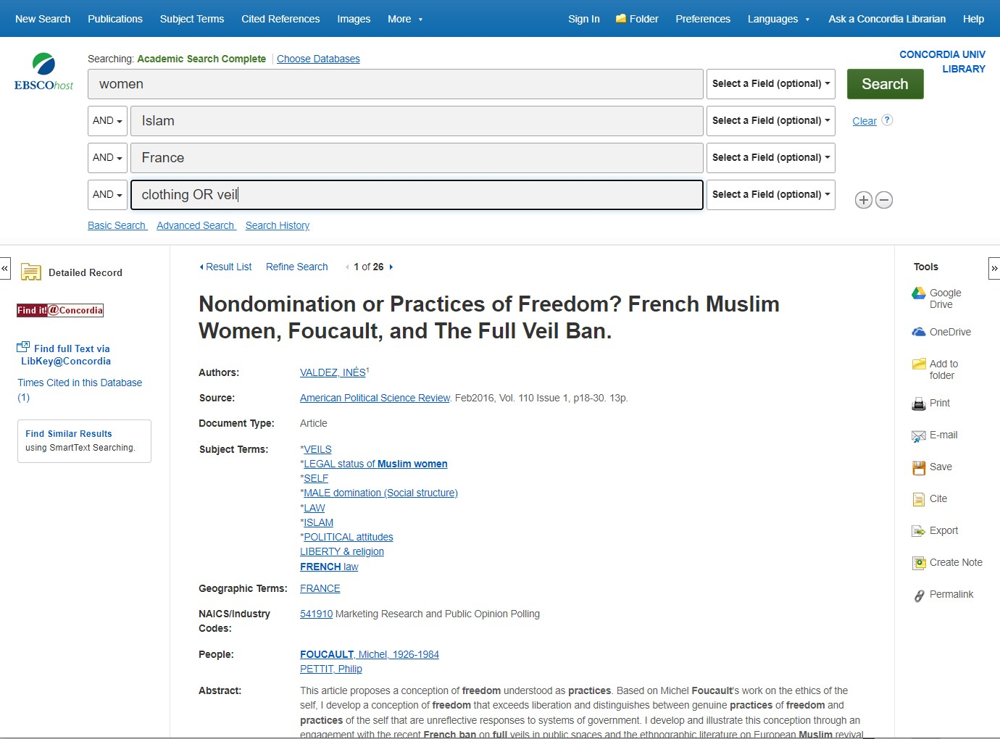 New Search Publications Subject Terms Cited References Images More Sign In Folder Preferences Languages Ask a Concordia Librarian Help
Searching: Academic Search Complete Choose Databases
CONCORDIA UNIV
LIBRARY
EBSCOhost
women Select a Field (optional) Search
AND Islam Select a Field (optional) Clear ?
AND France Select a Field (optional)
AND clothing OR veil Select a Field (optional)
Basic Search Advanced Search Search History
«
Detailed Record
Find it!@Concordia
Find full Text via
LibKey@Concordia
Times Cited in this Database
(1)
Find Similar Results
using SmartText Searching.
Result List Refine Search 1 of 26
Nondomination or Practices of Freedom? French Muslim
Women, Foucault, and The Full Veil Ban.
Authors: VALDEZ, INÉS1
Source: American Political Science Review. Feb2016, Vol. 110 Issue 1, p18-30. 13p.
Document Type: Article
Subject Terms: *VEILS
*LEGAL status of Muslim women
*SELF
*MALE domination (Social structure)
*LAW
*ISLAM
*POLITICAL attitudes
LIBERTY & religion
FRENCH law
Geographic Terms: FRANCE
NAICS/Industry 541910 Marketing Research and Public Opinion Polling
Codes:
People: FOUCAULT, Michel, 1926-1984
PETTIT, Philip
Abstract: This article proposes a conception of freedom understood as practices. Based on Michel Foucault's work on the ethics of the
self, I develop a conception of freedom that exceeds liberation and distinguishes between genuine practices of freedom and
practices of the self that are unreflective responses to systems of government. I develop and illustrate this conception through an
engagement with the recent French ban on full veils in public spaces and the ethnographic literature on European Muslim revival
Tools
»
Google
Drive
OneDrive
Add to
folder
Print
E-mail
Save
Cite
Export
Create Note
Permalink